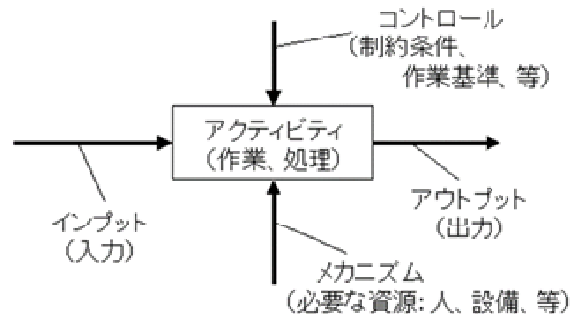 コントロール
(制約条件、
作業基準、等)
アクティビティ
(作業、処理)
インプット
(入力)
アウトプット
(出力)
メカニズム
(必要な資源:人、設備、等)